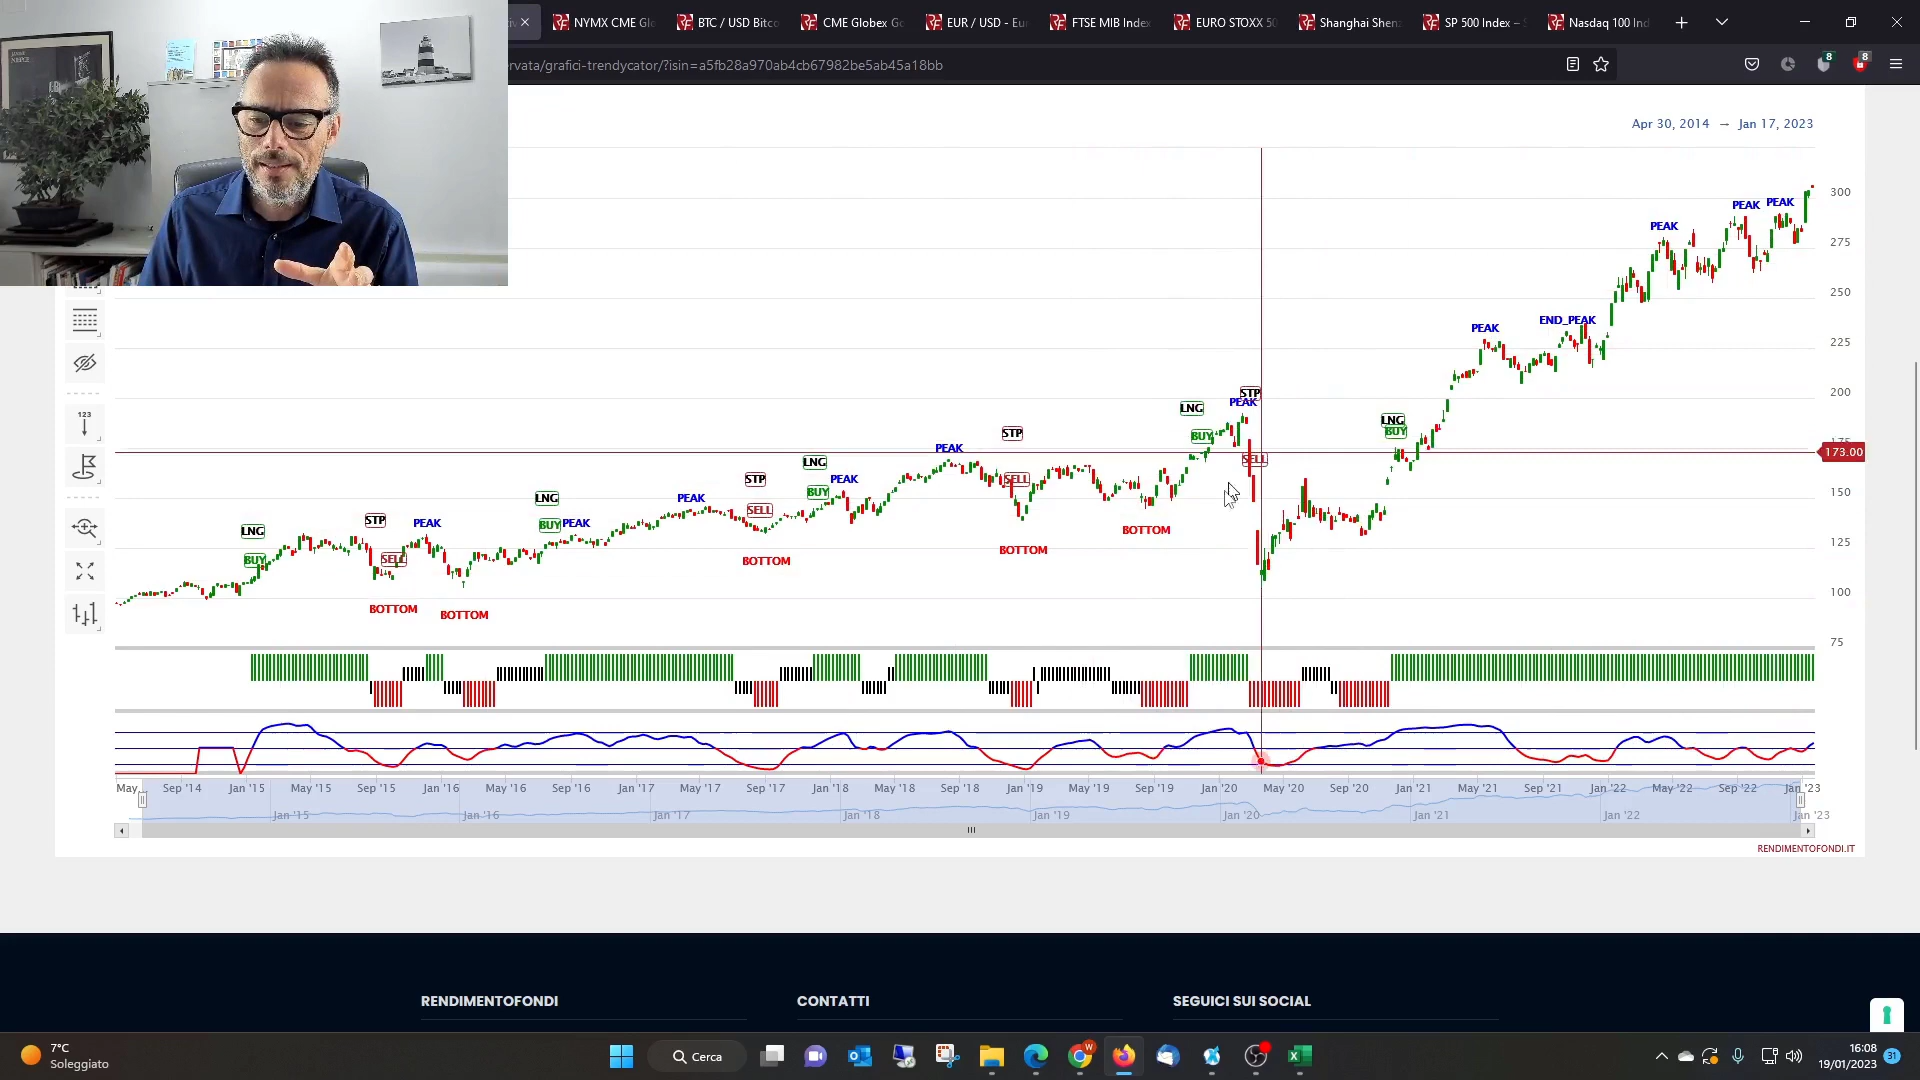 NYMX CME Gl
BTC / USD Bitco
CME Globex Go
EUR / USD - Eu
FTSE MIB Index
EURO STOXX 50
Shanghai Shen
SP 500 Index –
Nasdaq 100 Ind
ervata/grafici-trendycator/?isin=a5fb28a970ab4cb67982be5ab45a18bb
8
8
Apr 30, 2014 → Jan 17, 2023
300
PEAK
PEAK
PEAK
275
250
PEAK
END_PEAK
225
200
STP
PEAK
LNG
BUY
LNG
BUY
175
173.00
SELL
STP
PEAK
SELL
LNG
PEAK
BUY
STP
SELL
PEAK
LNG
BUY
PEAK
STP
PEAK
SELL
LNG
BUY
150
BOTTOM
BOTTOM
BOTTOM
125
100
BOTTOM
BOTTOM
75
123
May
Sep '14
Jan '15
May '15
Sep '15
Jan '16
May '16
Sep '16
Jan '17
May '17
Sep '17
Jan '18
May '18
Sep '18
Jan '19
May '19
Sep '19
Jan '20
May '20
Sep '20
Jan '21
May '21
Sep '21
Jan '22
May '22
Sep '22
Jan '23
Jan '15
Jan '16
Jan '17
Jan '18
Jan '19
Jan '20
Jan '21
Jan '22
Jan '23
RENDIMENTOFONDI.IT
RENDIMENTOFONDI
CONTATTI
SEGUICI SUI SOCIAL
7°C
Soleggiato
Cerca
16:08
19/01/2023
31